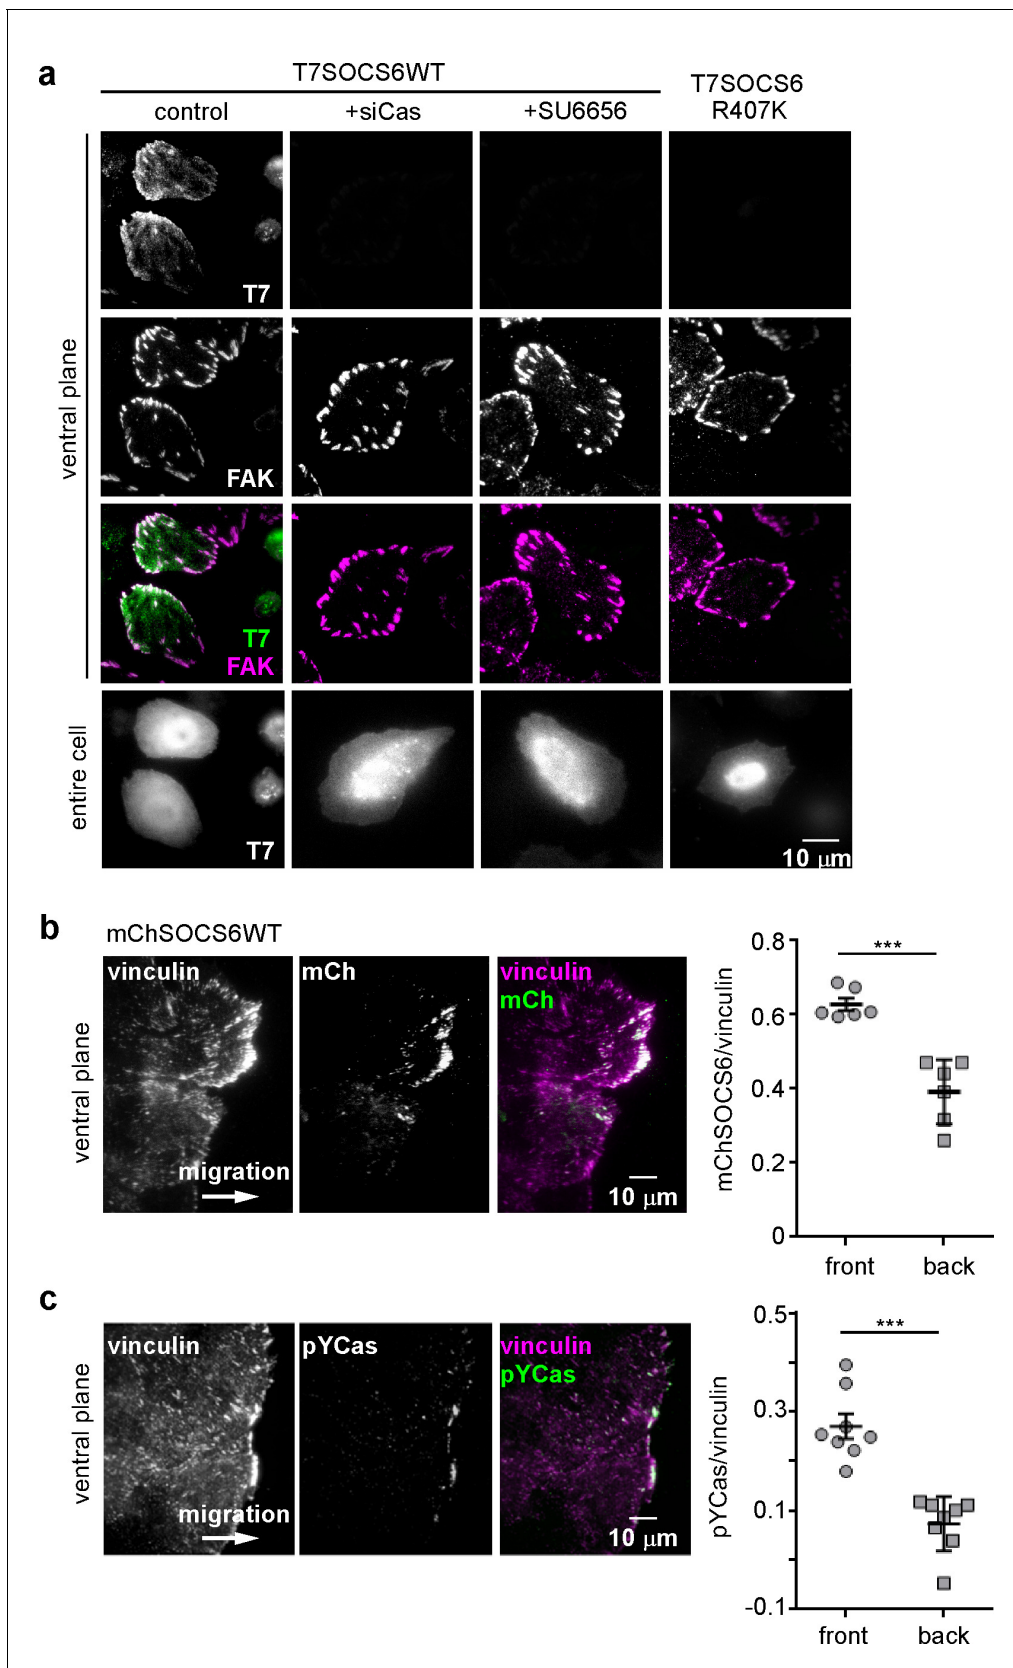 a
T7SOCS6WT
T7SOCS6
R407K
control
+siCas
+SU6656
ventral plane
T7
FAK
T7
FAK
entire cell
T7
10 μm
b
mChSOCS6WT
ventral plane
vinculin
mCh
vinculin
mCh
migration
10 μm
mChSOCS6/vinculin
0.8
0.6
0.4
0.2
0
***
front
back
c
ventral plane
vinculin
pYCas
vinculin
pYCas
migration
10 μm
pYCas/vinculin
0.5
0.3
0.1
-0.1
***
front
back